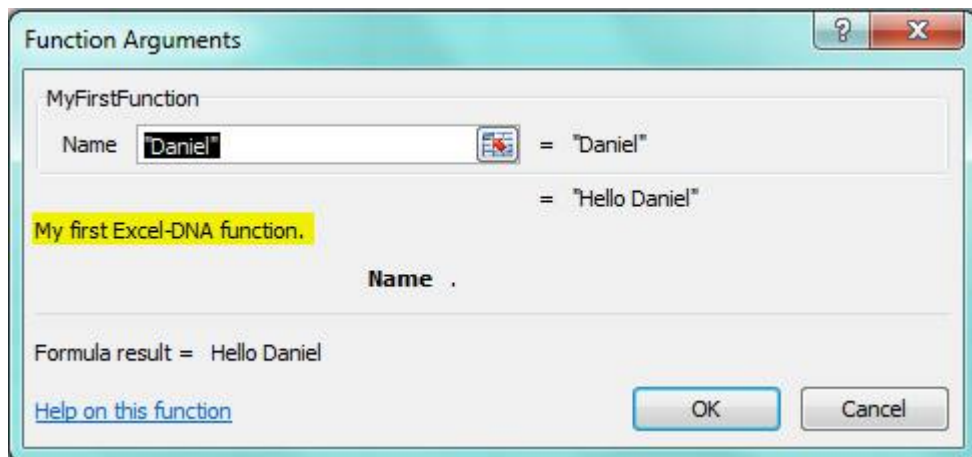 Function Arguments
?
X
MyFirstFunction
Name "Daniel" = "Daniel"
= "Hello Daniel"
My first Excel-DNA function.
Name .
Formula result = Hello Daniel
Help on this function
OK Cancel